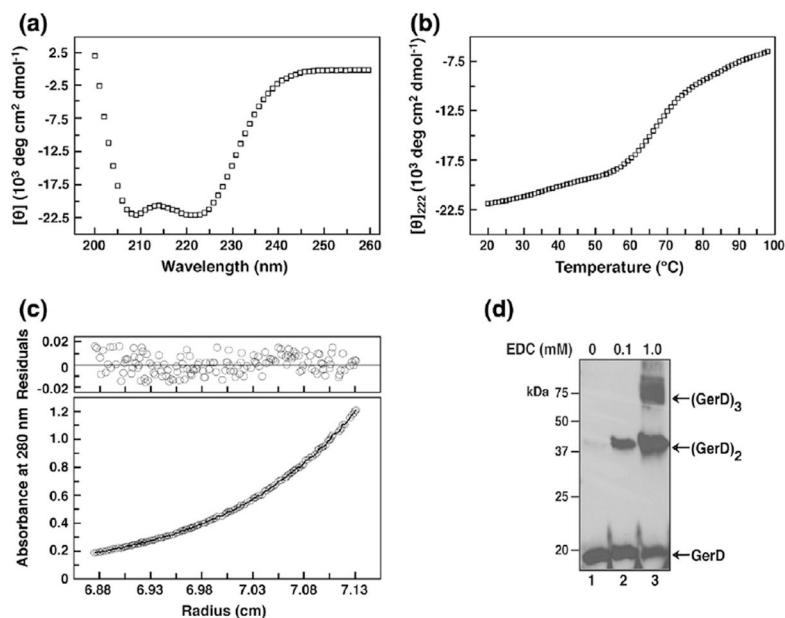 (a)
2.5
-2.5
-7.5
-12.5
-17.5
-22.5
[θ] (10³ deg cm² dmol⁻¹)
200 210 220 230 240 250 260
Wavelength (nm)
(b)
-7.5
-12.5
-17.5
-22.5
[θ]₂₂₂ (10³ deg cm² dmol⁻¹)
20 30 40 50 60 70 80 90 100
Temperature (°C)
(c)
0.02
0
-0.02
Residuals
1.2
1.0
0.8
0.6
0.4
0.2
0
Absorbance at 280 nm
6.88 6.93 6.98 7.03 7.08 7.13
Radius (cm)
(d)
EDC (mM) 0 0.1 1.0
kDa
75
50
37
25
20
(GerD)₃
(GerD)₂
GerD
1 2 3